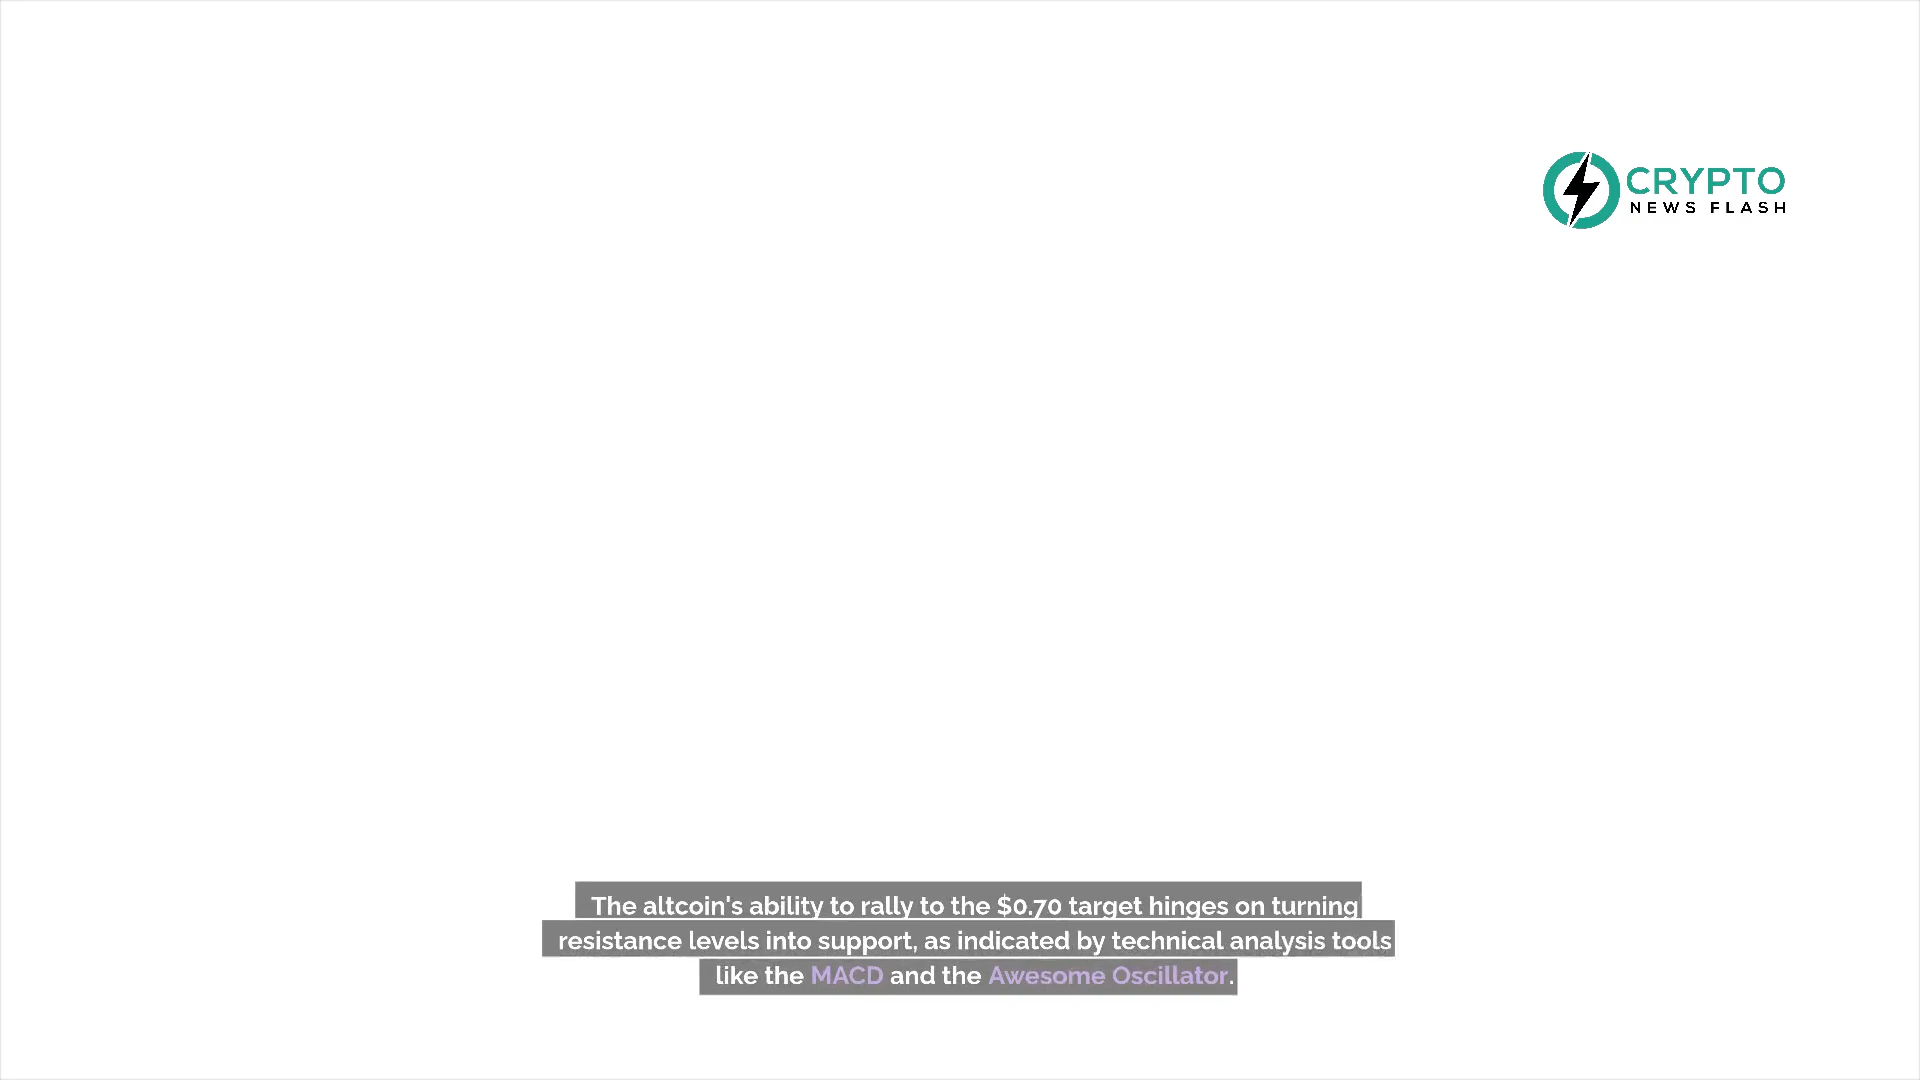 CRYPTO
NEWS FLASH
The altcoin's ability to rally to the $0.70 target hinges on turning
resistance levels into support, as indicated by technical analysis tools
like the MACD and the Awesome Oscillator.